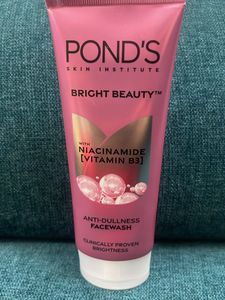 POND'S
SKIN INSTITUTE
BRIGHT BEAUTY™
WITH
NIACINAMIDE
[VITAMIN B3]
ANTI-DULLNESS
FACEWASH
CLINICALLY PROVEN
BRIGHTNESS